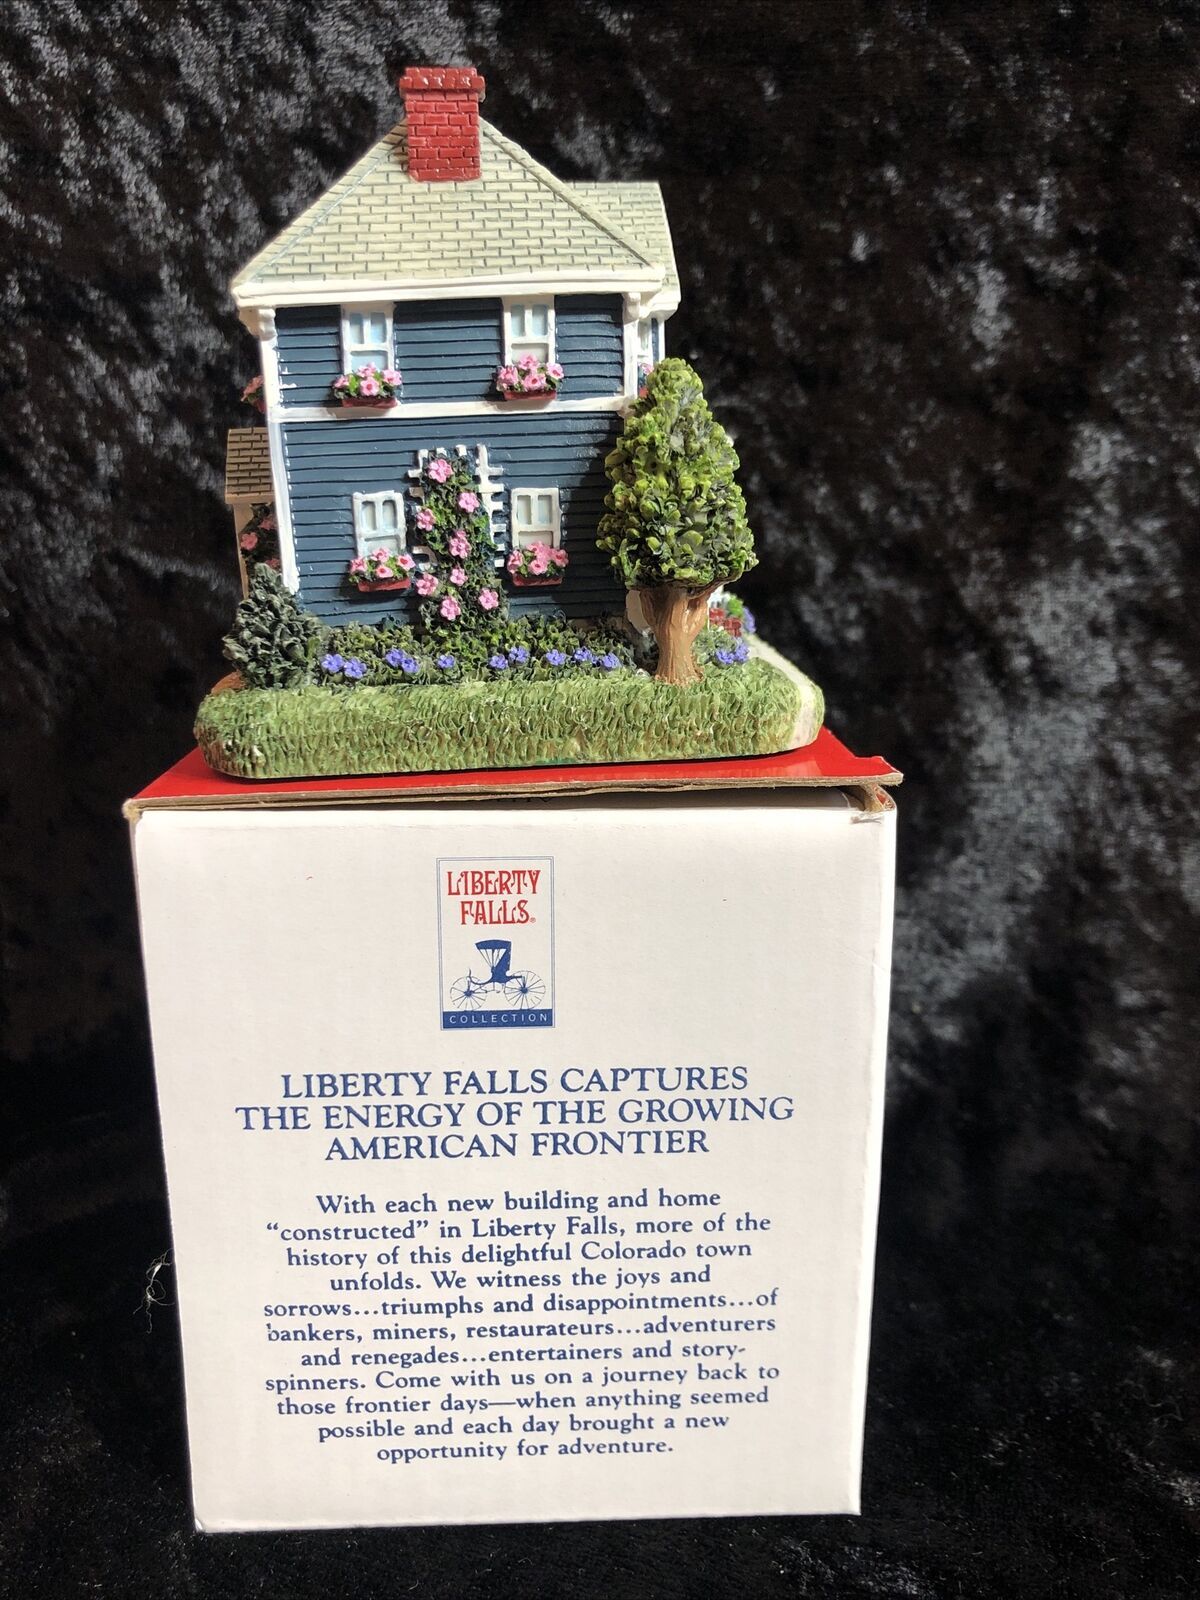 LIBERTY
FALLS®
COLLECTION
LIBERTY FALLS CAPTURES
THE ENERGY OF THE GROWING
AMERICAN FRONTIER
With each new building and home
“constructed” in Liberty Falls, more of the
history of this delightful Colorado town
unfolds. We witness the joys and
sorrows...triumphs and disappointments...of
bankers, miners, restaurateurs...adventurers
and renegades...entertainers and story-
spinners. Come with us on a journey back to
those frontier days—when anything seemed
possible and each day brought a new
opportunity for adventure.